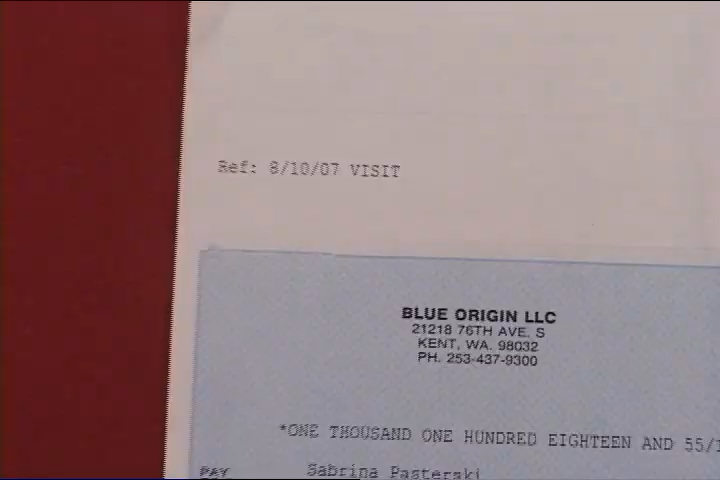 Ref: 8/10/07 VISIT
BLUE ORIGIN LLC
21218 76TH AVE. S
KENT, WA. 98032
PH. 253-437-9300
*ONE THOUSAND ONE HUNDRED EIGHTEEN AND 55/1
PAY Sabrina Pasterski